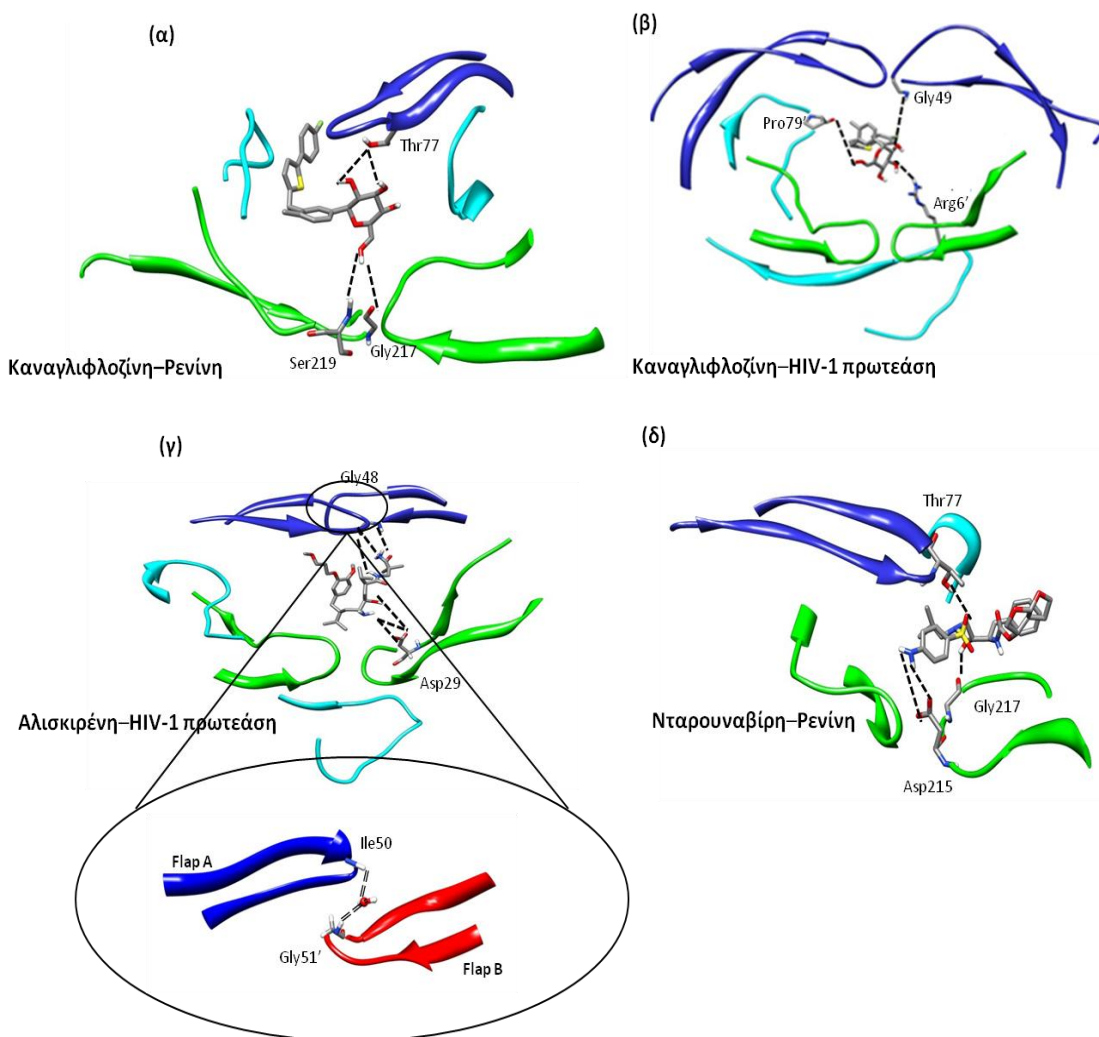 (α)
Thr77
Ser219
Gly217
Καναγλιφλοζίνη–Ρενίνη
(β)
Gly49
Pro79′
Arg6′
Καναγλιφλοζίνη–HIV-1 πρωτεάση
(γ)
Gly48
Asp29
Αλισκιρένη–HIV-1 πρωτεάση
Ile50
Flap A
Gly51′
Flap B
(δ)
Thr77
Gly217
Νταρουναβίρη–Ρενίνη
Asp215